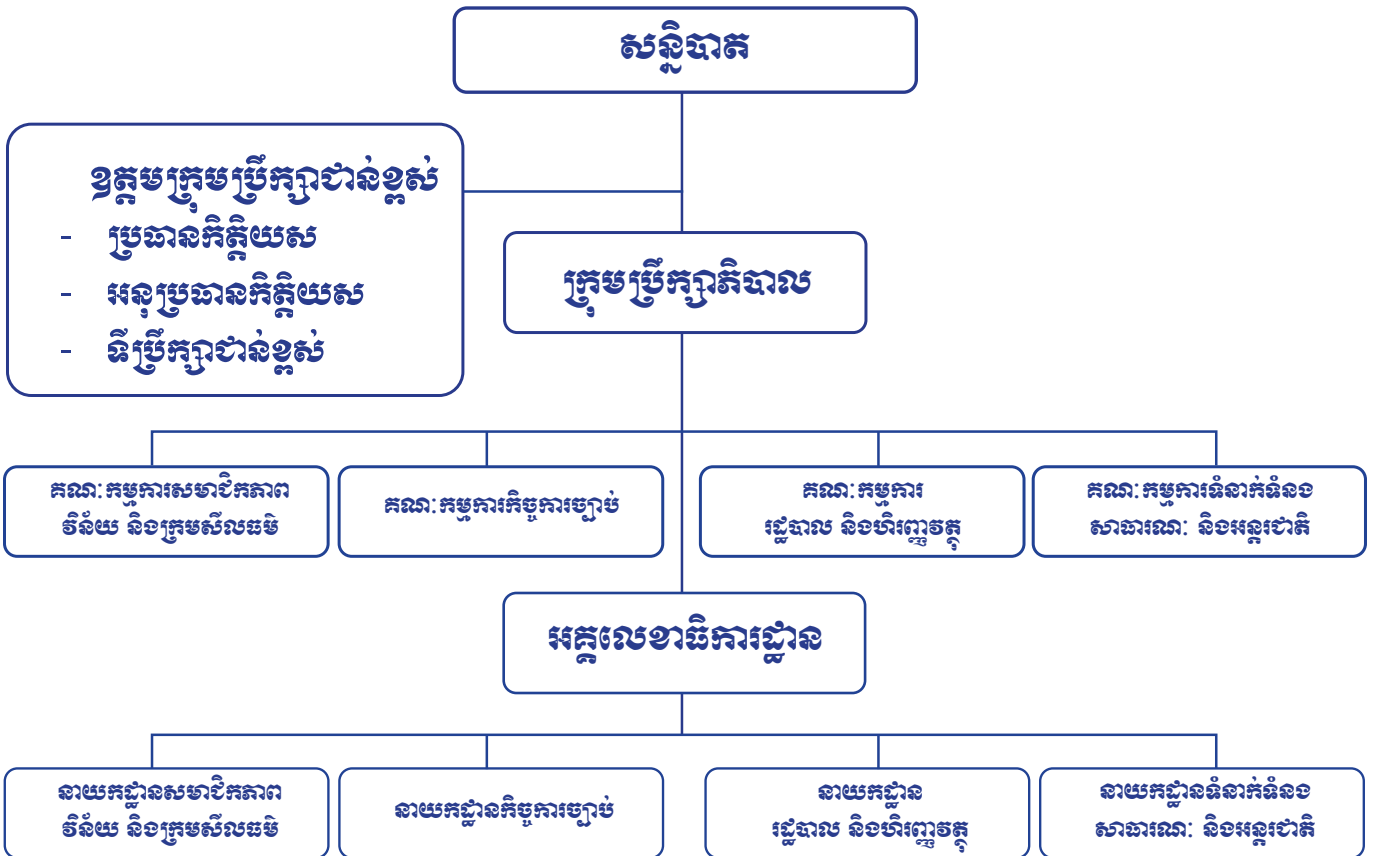 សន្និបាត
ឧត្តមក្រុមប្រឹក្សាជាន់ខ្ពស់
- ប្រធានកិត្តិយស
- អនុប្រធានកិត្តិយស
- ទីប្រឹក្សាជាន់ខ្ពស់
ក្រុមប្រឹក្សាភិបាល
គណៈកម្មការសមាជិកភាព
វិន័យ និងក្រមសីលធម៌
គណៈកម្មការកិច្ចការច្បាប់
គណៈកម្មការ
រដ្ឋបាល និងហិរញ្ញវត្ថុ
គណៈកម្មការទំនាក់ទំនង
សាធារណៈ និងអន្តរជាតិ
អគ្គលេខាធិការដ្ឋាន
នាយកដ្ឋានសមាជិកភាព
វិន័យ និងក្រមសីលធម៌
នាយកដ្ឋានកិច្ចការច្បាប់
នាយកដ្ឋាន
រដ្ឋបាល និងហិរញ្ញវត្ថុ
នាយកដ្ឋានទំនាក់ទំនង
សាធារណៈ និងអន្តរជាតិ